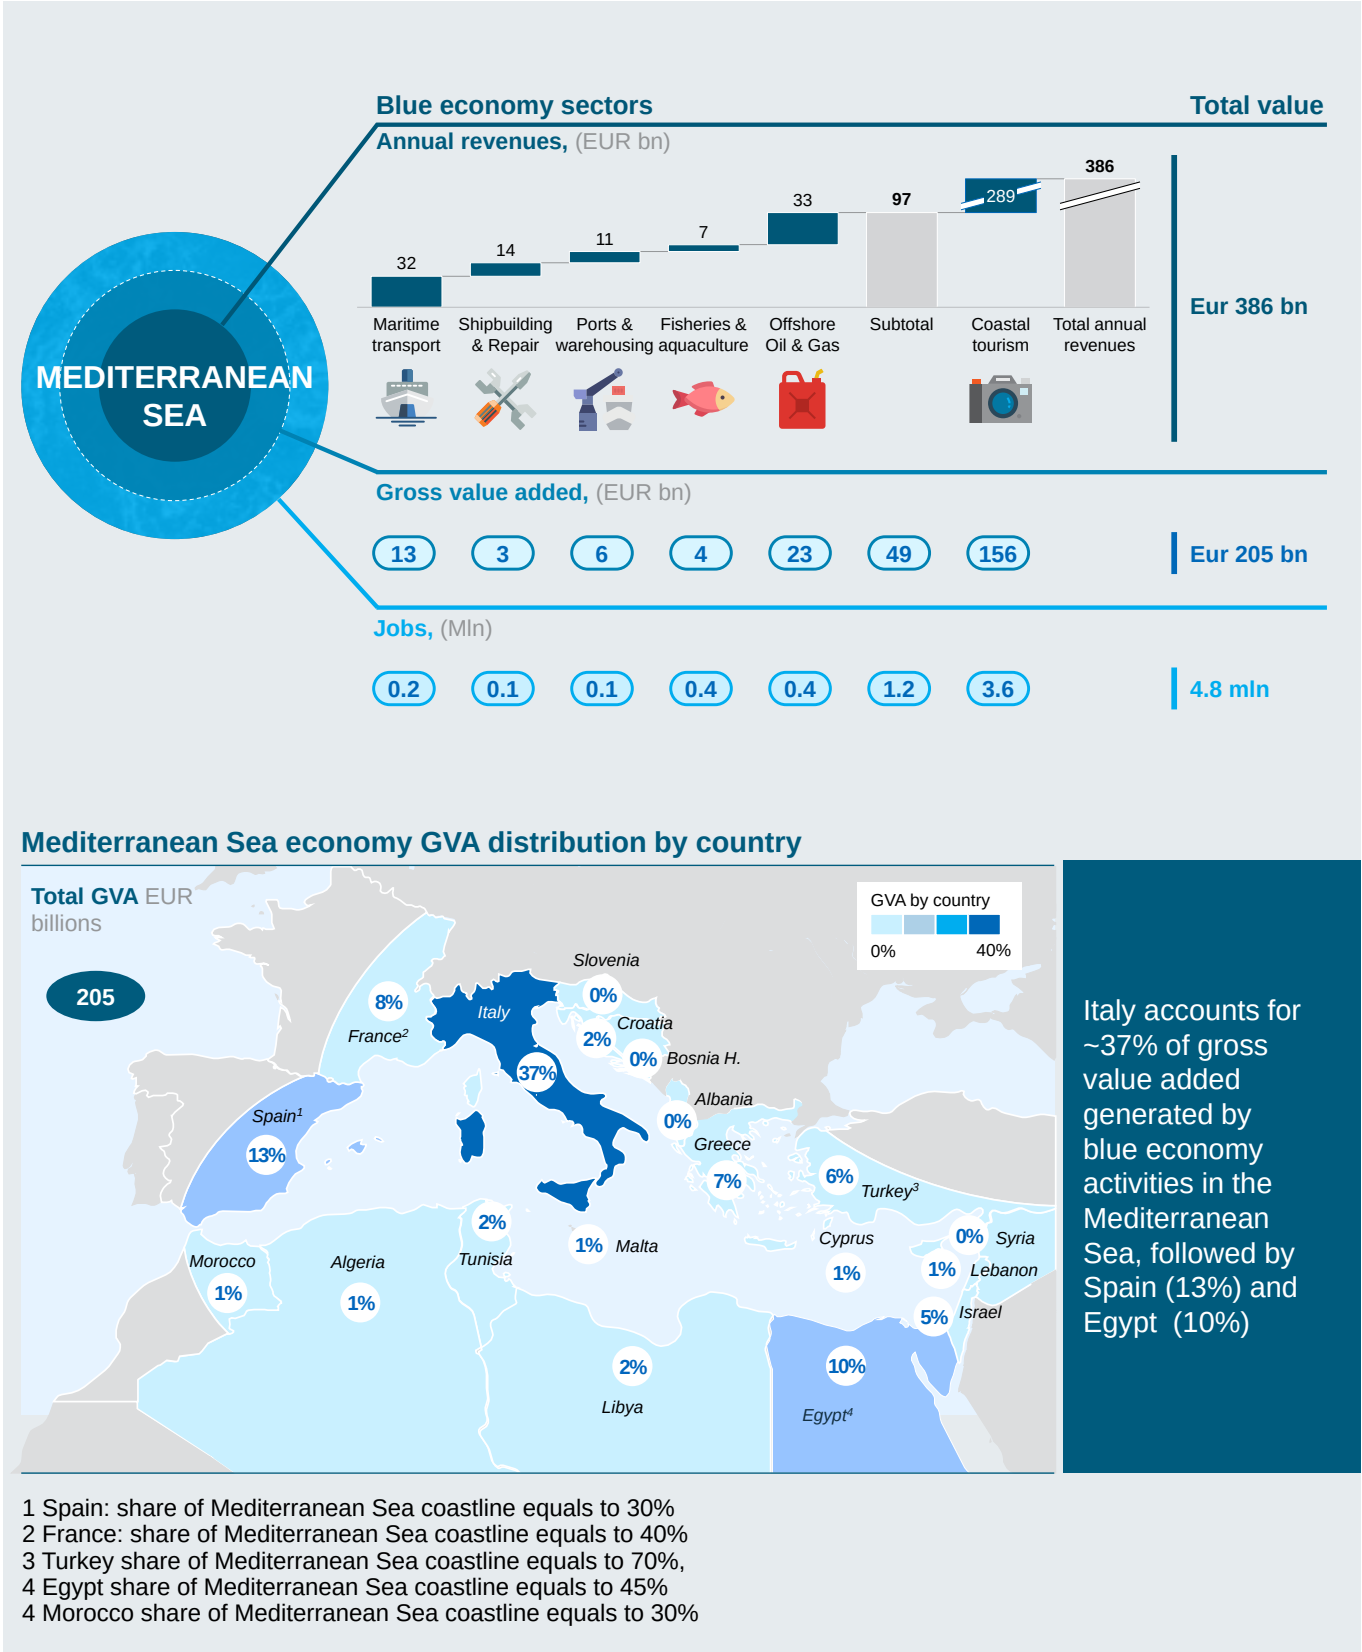 Blue economy sectors
Total value
Annual revenues, (EUR bn)
32
14
11
7
33
97
289
386
Maritime transport
Shipbuilding & Repair
Ports & warehousing
Fisheries & aquaculture
Offshore Oil & Gas
Subtotal
Coastal tourism
Total annual revenues
Eur 386 bn
MEDITERRANEAN
SEA
Gross value added, (EUR bn)
13 3 6 4 23 49 156
Eur 205 bn
Jobs, (Mln)
0.2 0.1 0.1 0.4 0.4 1.2 3.6
4.8 mln
Mediterranean Sea economy GVA distribution by country
Total GVA EUR
billions
205
GVA by country
0% 40%
Slovenia
0%
8%
France²
Italy
37%
Croatia
2%
0%
Bosnia H.
Albania
0%
Spain¹
13%
Greece
7%
6%
Turkey³
2%
Tunisia
1%
Malta
Cyprus
1%
0%
Syria
1%
Lebanon
5%
Israel
Morocco
1%
Algeria
1%
2%
Libya
10%
Egypt⁴
Italy accounts for
~37% of gross
value added
generated by
blue economy
activities in the
Mediterranean
Sea, followed by
Spain (13%) and
Egypt (10%)
1 Spain: share of Mediterranean Sea coastline equals to 30%
2 France: share of Mediterranean Sea coastline equals to 40%
3 Turkey share of Mediterranean Sea coastline equals to 70%,
4 Egypt share of Mediterranean Sea coastline equals to 45%
4 Morocco share of Mediterranean Sea coastline equals to 30%